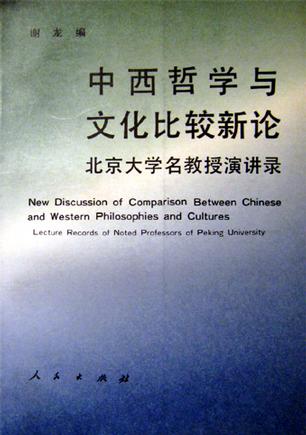 谢龙 编
中西哲学与
文化比较新论
北京大学名教授演讲录
New Discussion of Comparison Between Chinese
and Western Philosophies and Cultures
Lecture Records of Noted Professors of Peking University
人民出版社